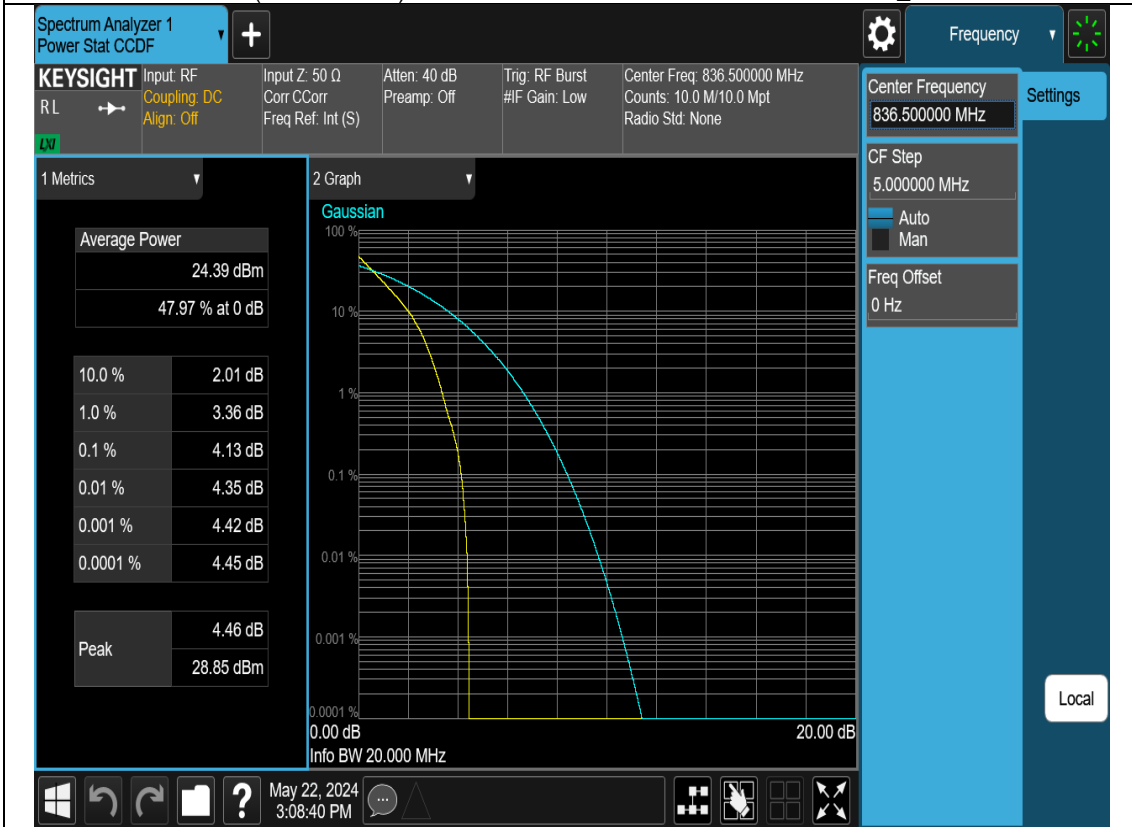 Spectrum Analyzer 1
Power Stat CCDF
Frequency
KEYSIGHT
R L
LXI
Input: RF
Coupling: DC
Align: Off
Input Z: 50 Ω
Corr CCorr
Freq Ref: Int (S)
Atten: 40 dB
Preamp: Off
Trig: RF Burst
#IF Gain: Low
Center Freq: 836.500000 MHz
Counts: 10.0 M/10.0 Mpt
Radio Std: None
Center Frequency
836.500000 MHz
Settings
CF Step
5.000000 MHz
Auto
Man
Freq Offset
0 Hz
1 Metrics
Average Power
24.39 dBm
47.97 % at 0 dB
10.0 % 2.01 dB
1.0 % 3.36 dB
0.1 % 4.13 dB
0.01 % 4.35 dB
0.001 % 4.42 dB
0.0001 % 4.45 dB
Peak 4.46 dB
28.85 dBm
2 Graph
Gaussian
100 %
10 %
1 %
0.1 %
0.01 %
0.001 %
0.0001 %
0.00 dB 20.00 dB
Info BW 20.000 MHz
Local
?
May 22, 2024
3:08:40 PM